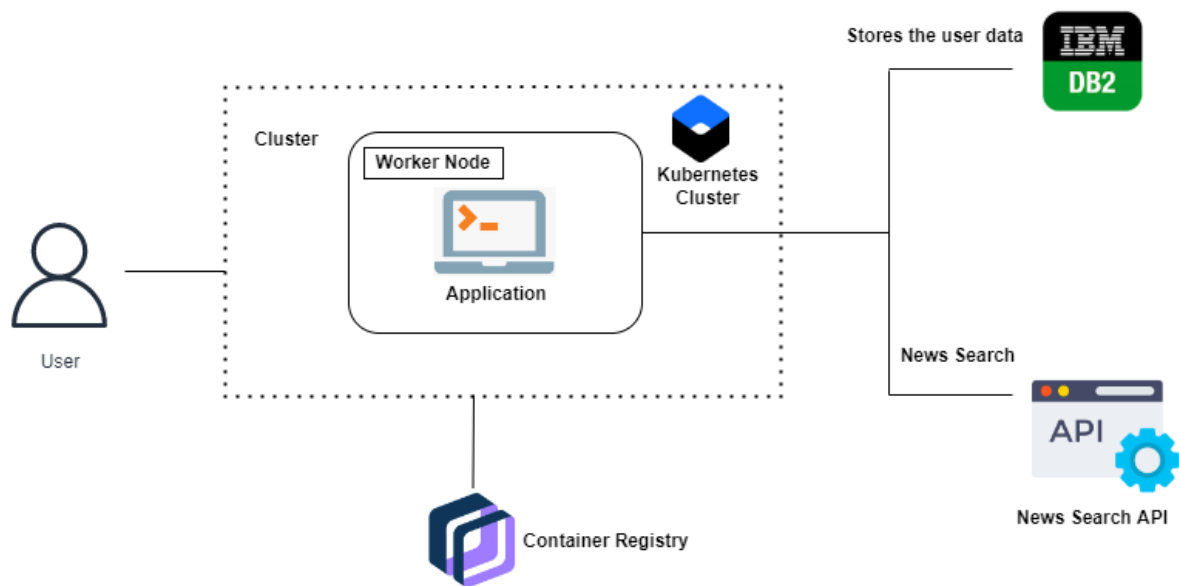 Stores the user data
IBM
DB2
Cluster
Worker Node
Kubernetes
Cluster
Application
User
News Search
API
News Search API
Container Registry